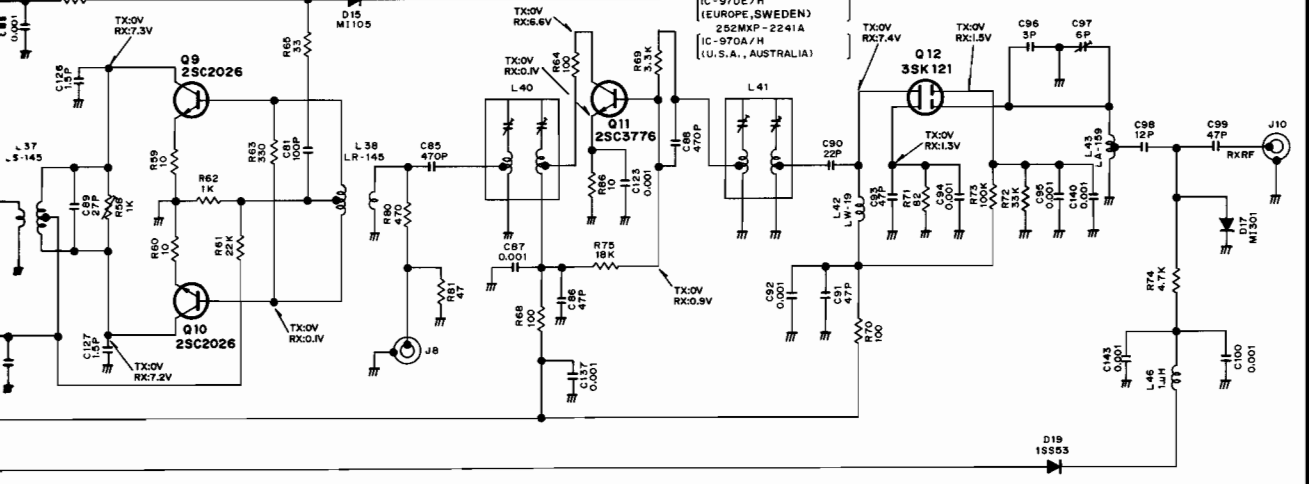 0.001
TX:0V
RX:7.3V
D15
MI105
TX:0V
RX:6.6V
IC-970E/H
(EUROPE,SWEDEN)
252MXP-2241A
IC-970A/H
(U.S.A., AUSTRALIA)
TX:0V
RX:7.4V
TX:0V
RX:1.5V
C96
3P
C97
6P
R65
33
Q9
2SC2026
C126
1.5P
TX:0V
RX:0.1V
R64
100
R69
3.3K
Q12
3SK121
L40
L41
Q11
2SC3776
C88
470P
L37
LS-145
R59
10
R63
330
C81
100P
L38
LR-145
C85
470P
R86
10
C123
0.001
C90
22P
TX:0V
RX:1.3V
L43
LA-159
C98
12P
C99
47P
RXRF
J10
C89
27P
R58
1K
R62
1K
R80
470
L42
LW-19
C93
47P
R71
82
C94
0.001
R73
100K
R72
33K
C95
0.001
C140
0.001
D17
MI301
R60
10
R61
22K
R81
47
C87
0.001
C86
47P
R75
18K
TX:0V
RX:0.9V
C92
0.001
C91
47P
R74
4.7K
Q10
2SC2026
TX:0V
RX:0.1V
R68
100
R70
100
J8
C127
1.5P
TX:0V
RX:7.2V
C137
0.001
C143
0.001
L46
1μH
C100
0.001
D19
1SS53